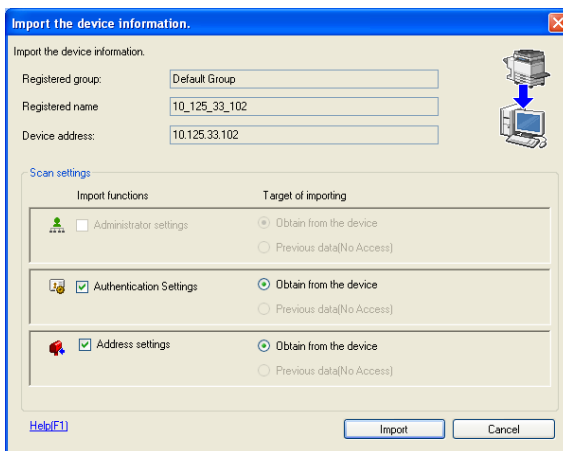 Import the device information.
Import the device information.
Registered group: Default Group
Registered name 10_125_33_102
Device address: 10.125.33.102
Scan settings
Import functions Target of importing
Administrator settings Obtain from the device
Previous data(No Access)
Authentication Settings Obtain from the device
Previous data(No Access)
Address settings Obtain from the device
Previous data(No Access)
Help(F1) Import Cancel